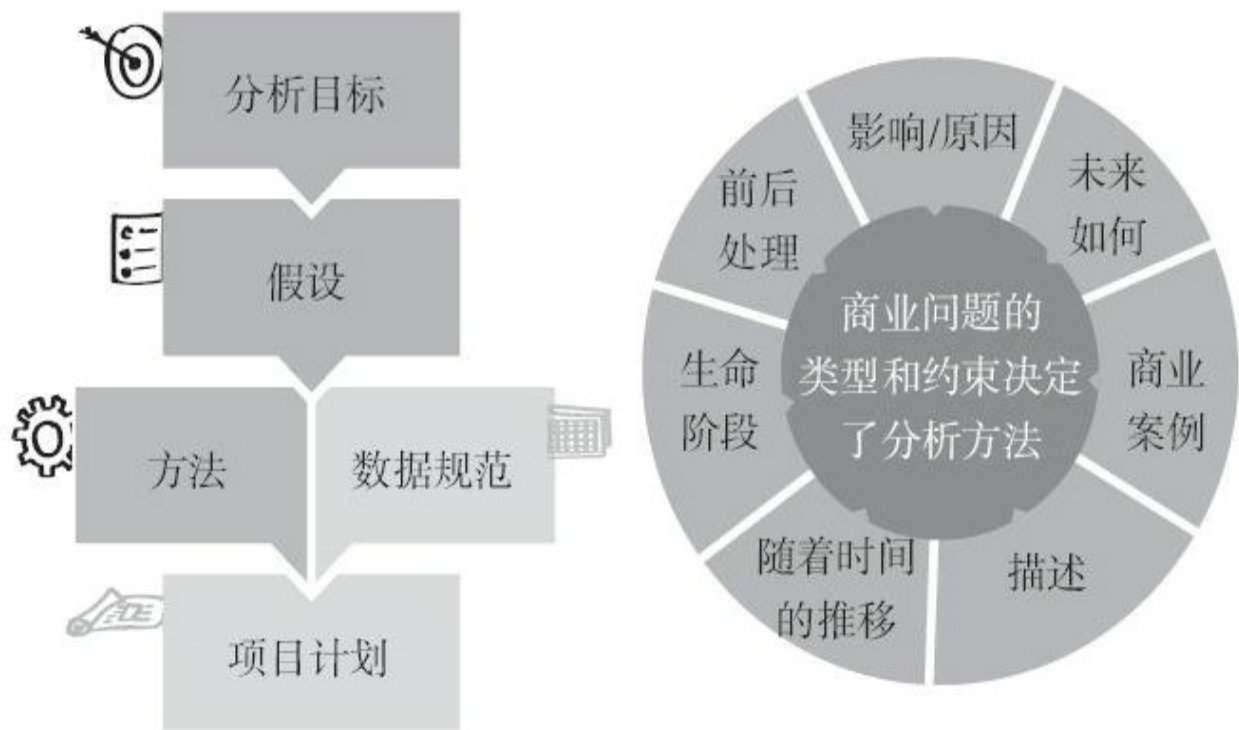 分析目标
假设
方法
数据规范
项目计划
影响/原因
未来
如何
商业
案例
描述
随着时间
的推移
生命
阶段
前后
处理
商业问题的
类型和约束决定
了分析方法